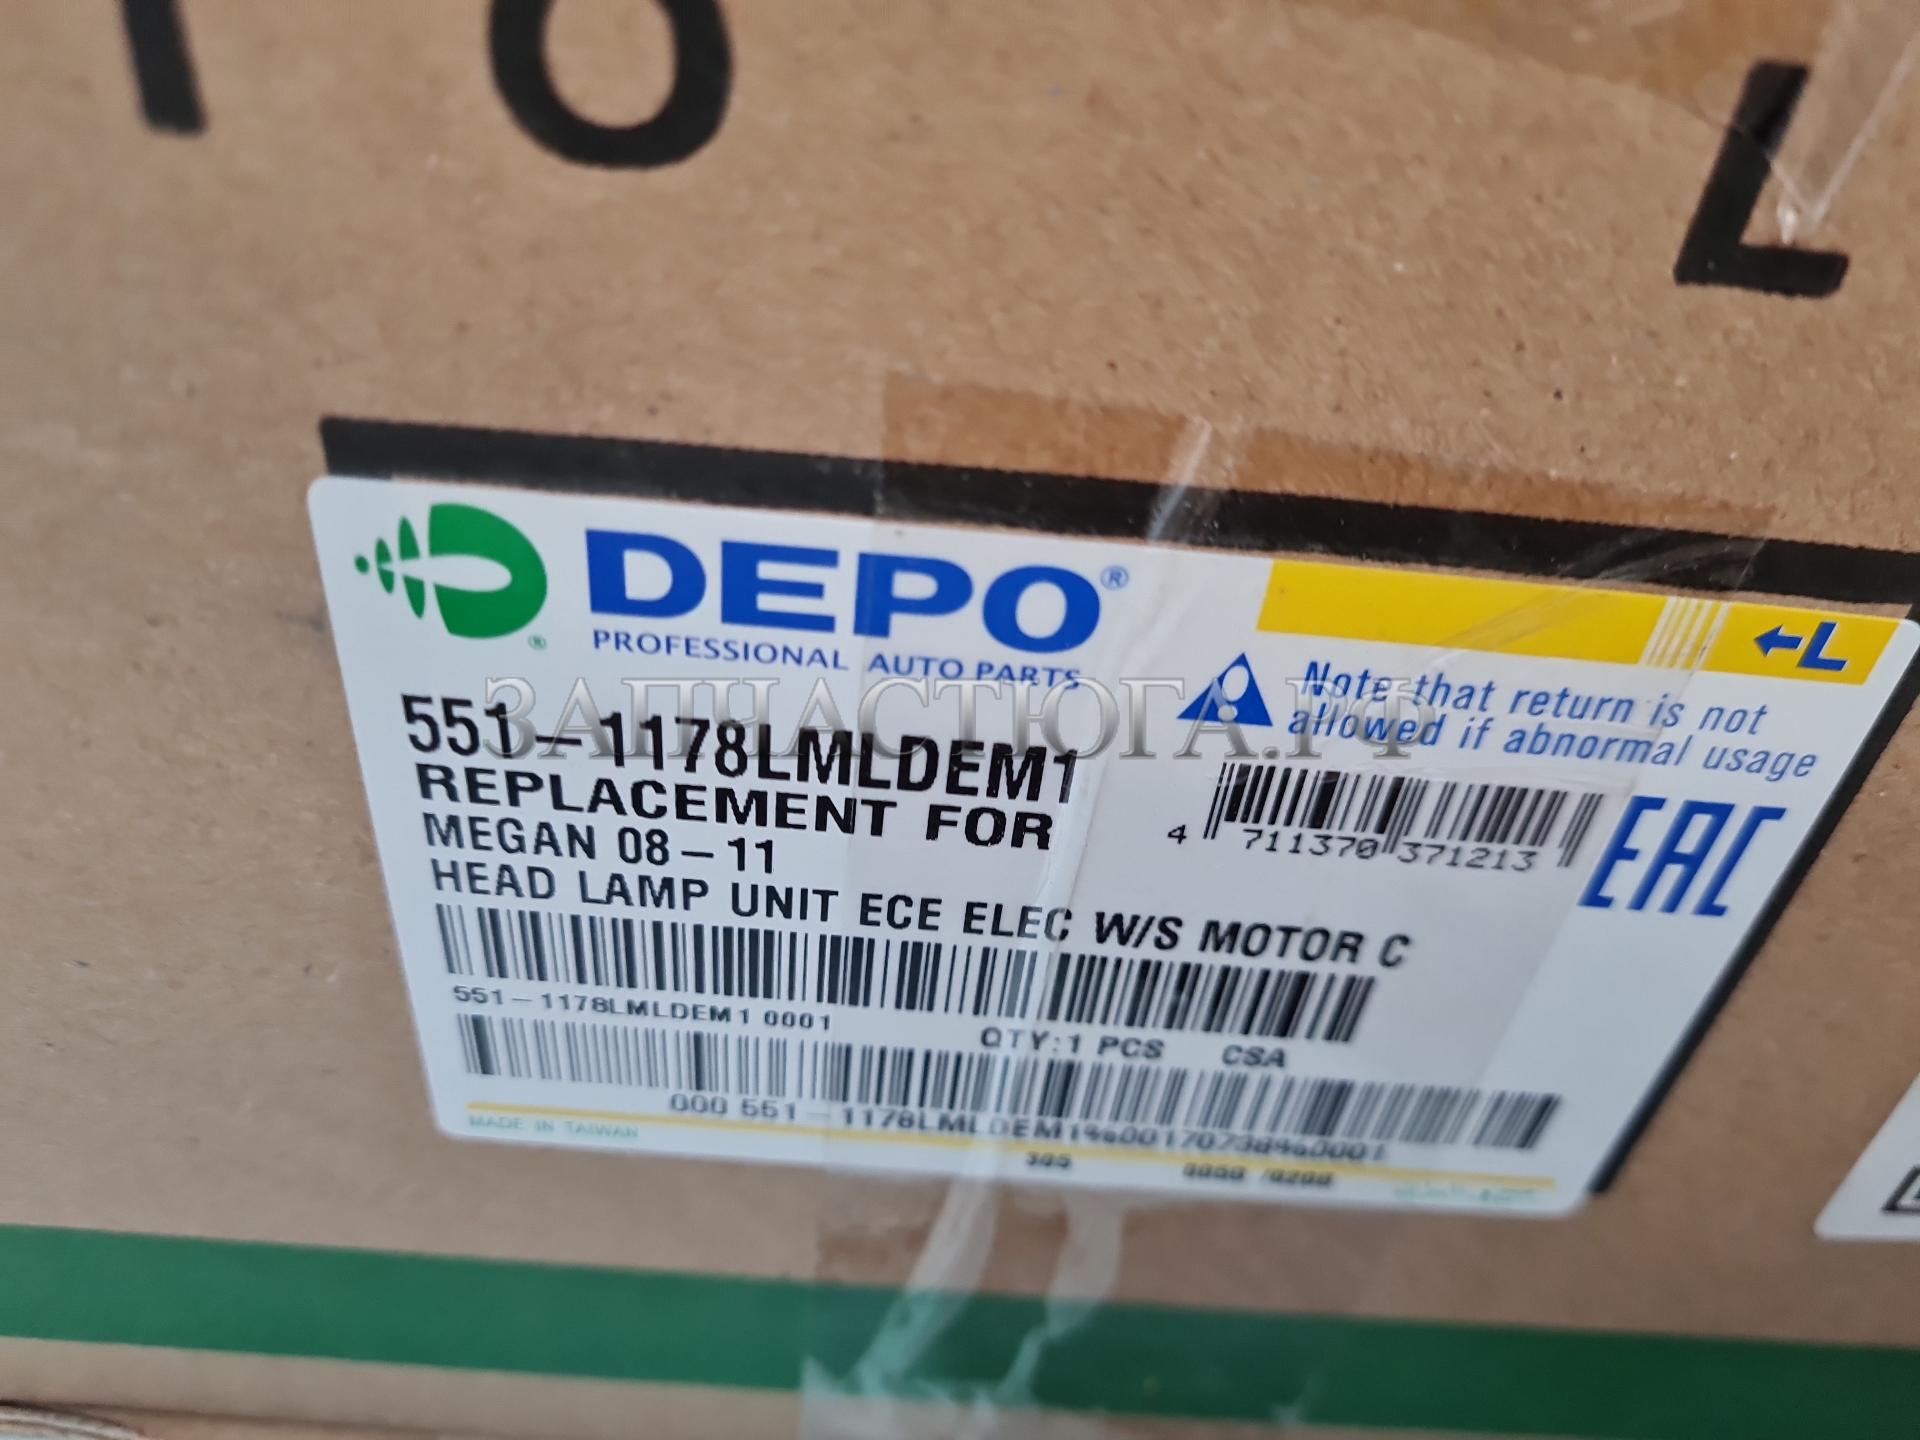 T O L
DEPO®
PROFESSIONAL AUTO PARTS
®
←L
Note that return is not
allowed if abnormal usage
ЗАПЧАСТЮГА.РФ
551-1178LMLDEM1
REPLACEMENT FOR
MEGAN 08-11
HEAD LAMP UNIT ECE ELEC W/S MOTOR C
4 711370 371213
EAC
551-1178LMLDEM1 0001
QTY:1 PCS CSA
MADE IN TAIWAN